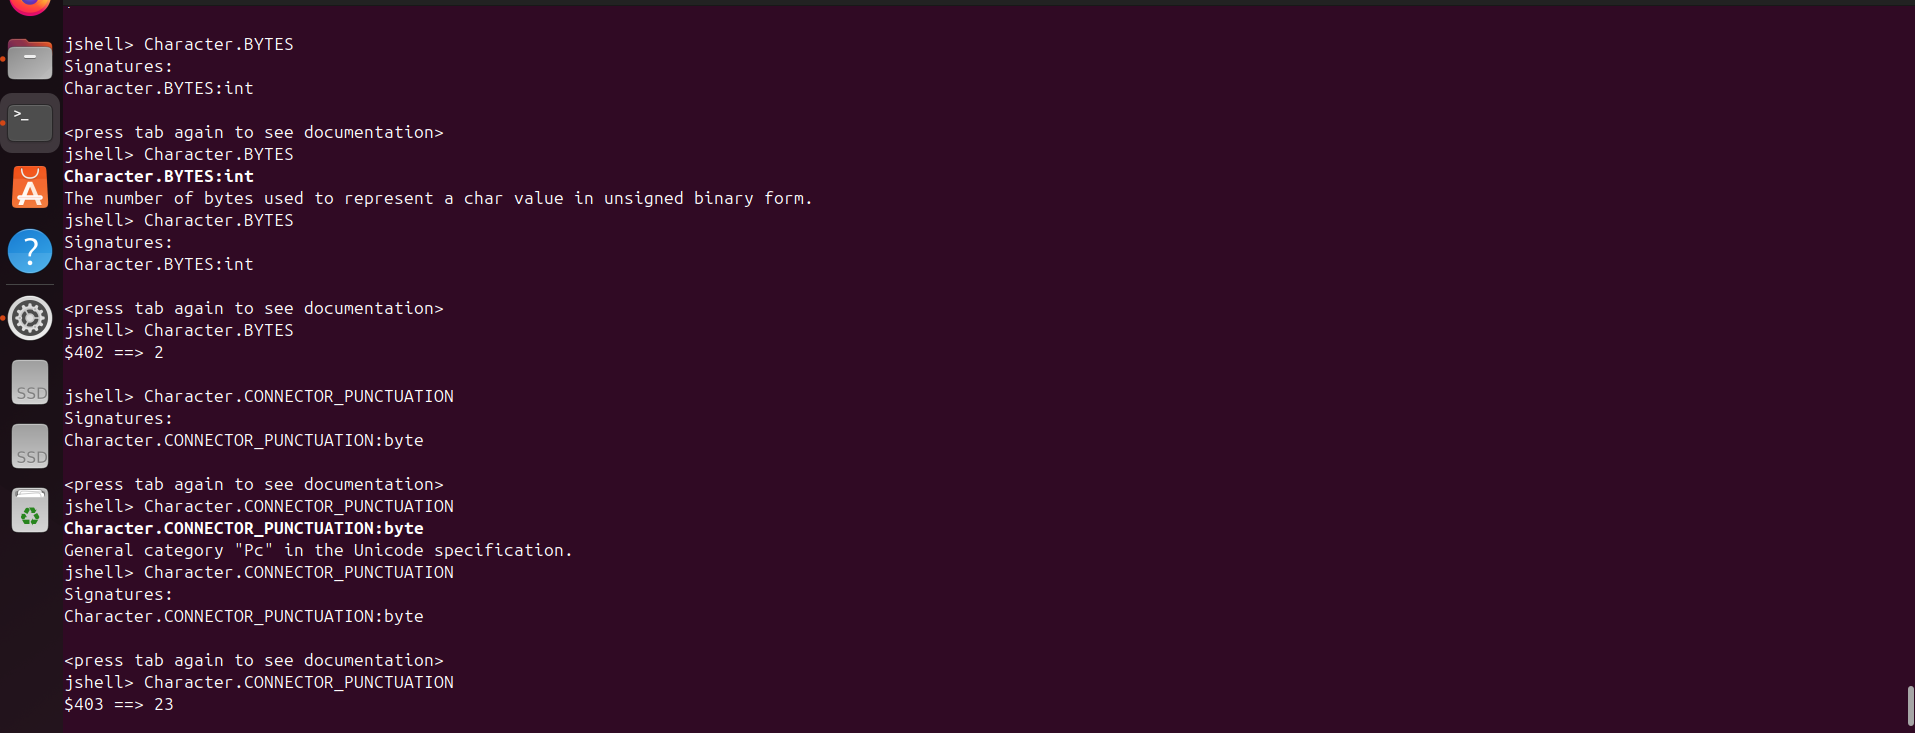 jshell> Character.BYTES
Signatures:
Character.BYTES:int
<press tab again to see documentation>
jshell> Character.BYTES
Character.BYTES:int
The number of bytes used to represent a char value in unsigned binary form.
jshell> Character.BYTES
Signatures:
Character.BYTES:int
<press tab again to see documentation>
jshell> Character.BYTES
$402 ==> 2
jshell> Character.CONNECTOR_PUNCTUATION
Signatures:
Character.CONNECTOR_PUNCTUATION:byte
<press tab again to see documentation>
jshell> Character.CONNECTOR_PUNCTUATION
Character.CONNECTOR_PUNCTUATION:byte
General category "Pc" in the Unicode specification.
jshell> Character.CONNECTOR_PUNCTUATION
Signatures:
Character.CONNECTOR_PUNCTUATION:byte
<press tab again to see documentation>
jshell> Character.CONNECTOR_PUNCTUATION
$403 ==> 23
>_
A
?
SSD
SSD